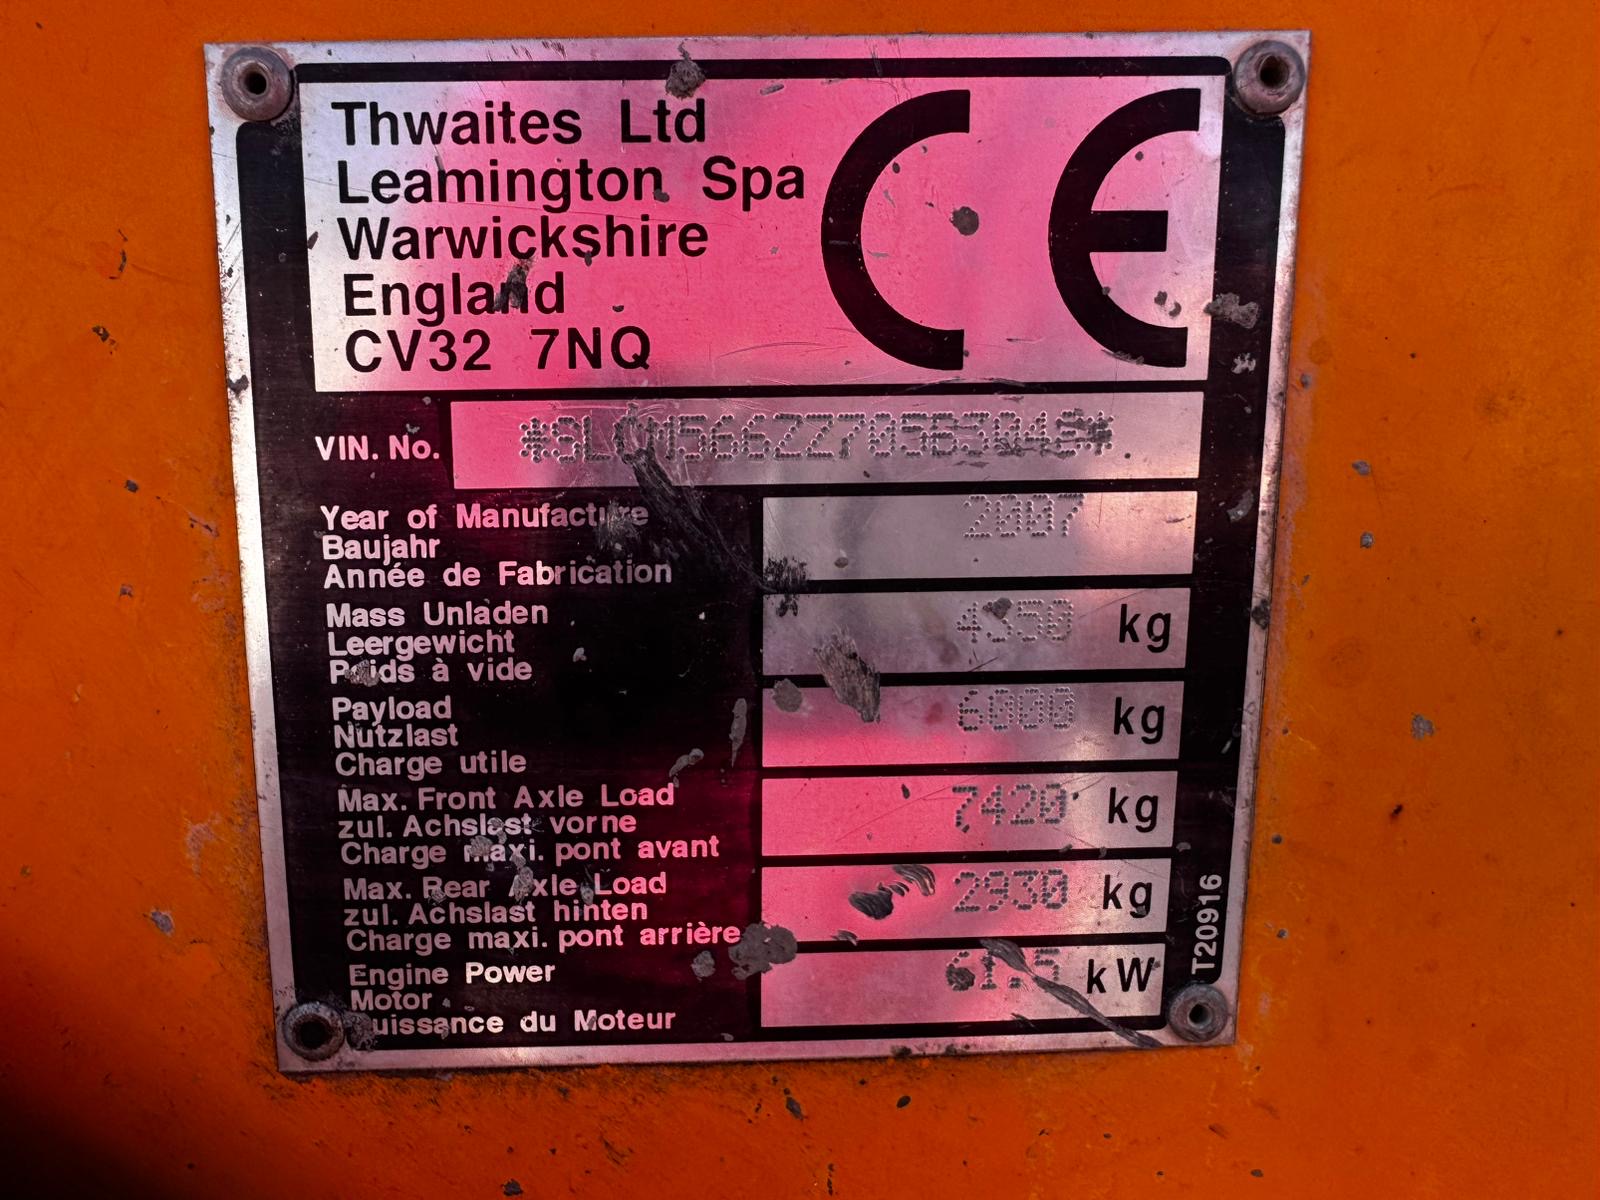 Thwaites Ltd
Leamington Spa
Warwickshire
England
CV32 7NQ
CE
VIN. No.
Year of Manufacture 2007
Baujahr
Année de Fabrication
Mass Unladen
Leergewicht 4350 kg
Poids à vide
Payload
Nutzlast 6000 kg
Charge utile
Max. Front Axle Load
zul. Achslast vorne 7420 kg
Charge maxi. pont avant
Max. Rear Axle Load
zul. Achslast hinten 2930 kg
Charge maxi. pont arrière
Engine Power 61.5 kW
Motor
Puissance du Moteur
T20916